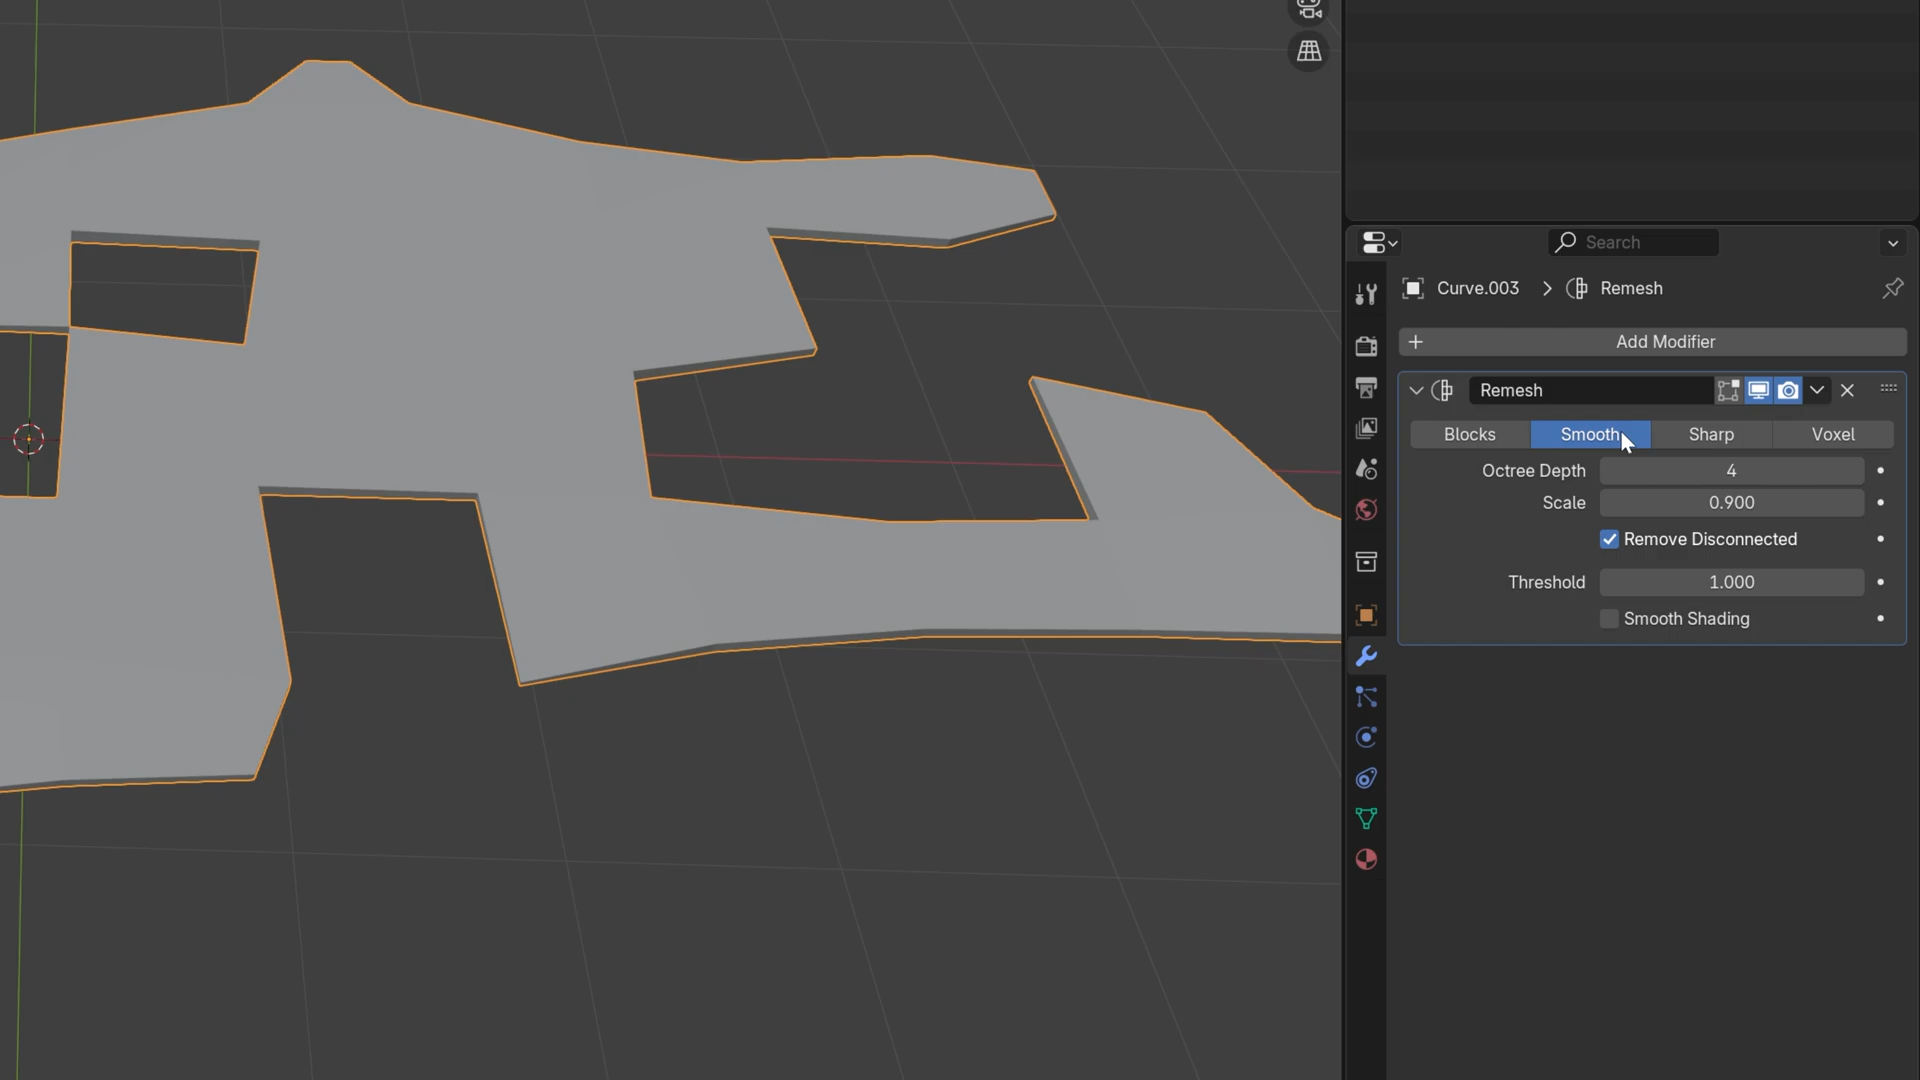 Search
Curve.003 Remesh
Add Modifier
Remesh
Blocks Smooth Sharp Voxel
Octree Depth 4
Scale 0.900
Remove Disconnected
Threshold 1.000
Smooth Shading